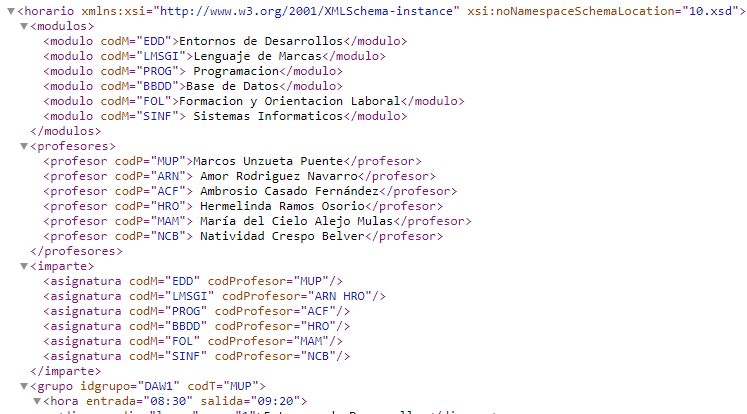 <horario xmlns:xsi="http://www.w3.org/2001/XMLSchema-instance" xsi:noNamespaceSchemaLocation="10.xsd">
<modulos>
<modulo codM="EDD">Entornos de Desarrollos</modulo>
<modulo codM="LMSGI">Lenguaje de Marcas</modulo>
<modulo codM="PROG"> Programacion</modulo>
<modulo codM="BBDD">Base de Datos</modulo>
<modulo codM="FOL">Formacion y Orientacion Laboral</modulo>
<modulo codM="SINF"> Sistemas Informaticos</modulo>
</modulos>
<profesores>
<profesor codP="MUP">Marcos Unzueta Puente</profesor>
<profesor codP="ARN"> Amor Rodriguez Navarro</profesor>
<profesor codP="ACF"> Ambrosio Casado Fernández</profesor>
<profesor codP="HRO"> Hermelinda Ramos Osorio</profesor>
<profesor codP="MAM"> María del Cielo Alejo Mulas</profesor>
<profesor codP="NCB"> Natividad Crespo Belver</profesor>
</profesores>
<imparte>
<asignatura codM="EDD" codProfesor="MUP"/>
<asignatura codM="LMSGI" codProfesor="ARN HRO"/>
<asignatura codM="PROG" codProfesor="ACF"/>
<asignatura codM="BBDD" codProfesor="HRO"/>
<asignatura codM="FOL" codProfesor="MAM"/>
<asignatura codM="SINF" codProfesor="NCB"/>
</imparte>
<grupo idgrupo="DAW1" codT="MUP">
<hora entrada="08:30" salida="09:20">